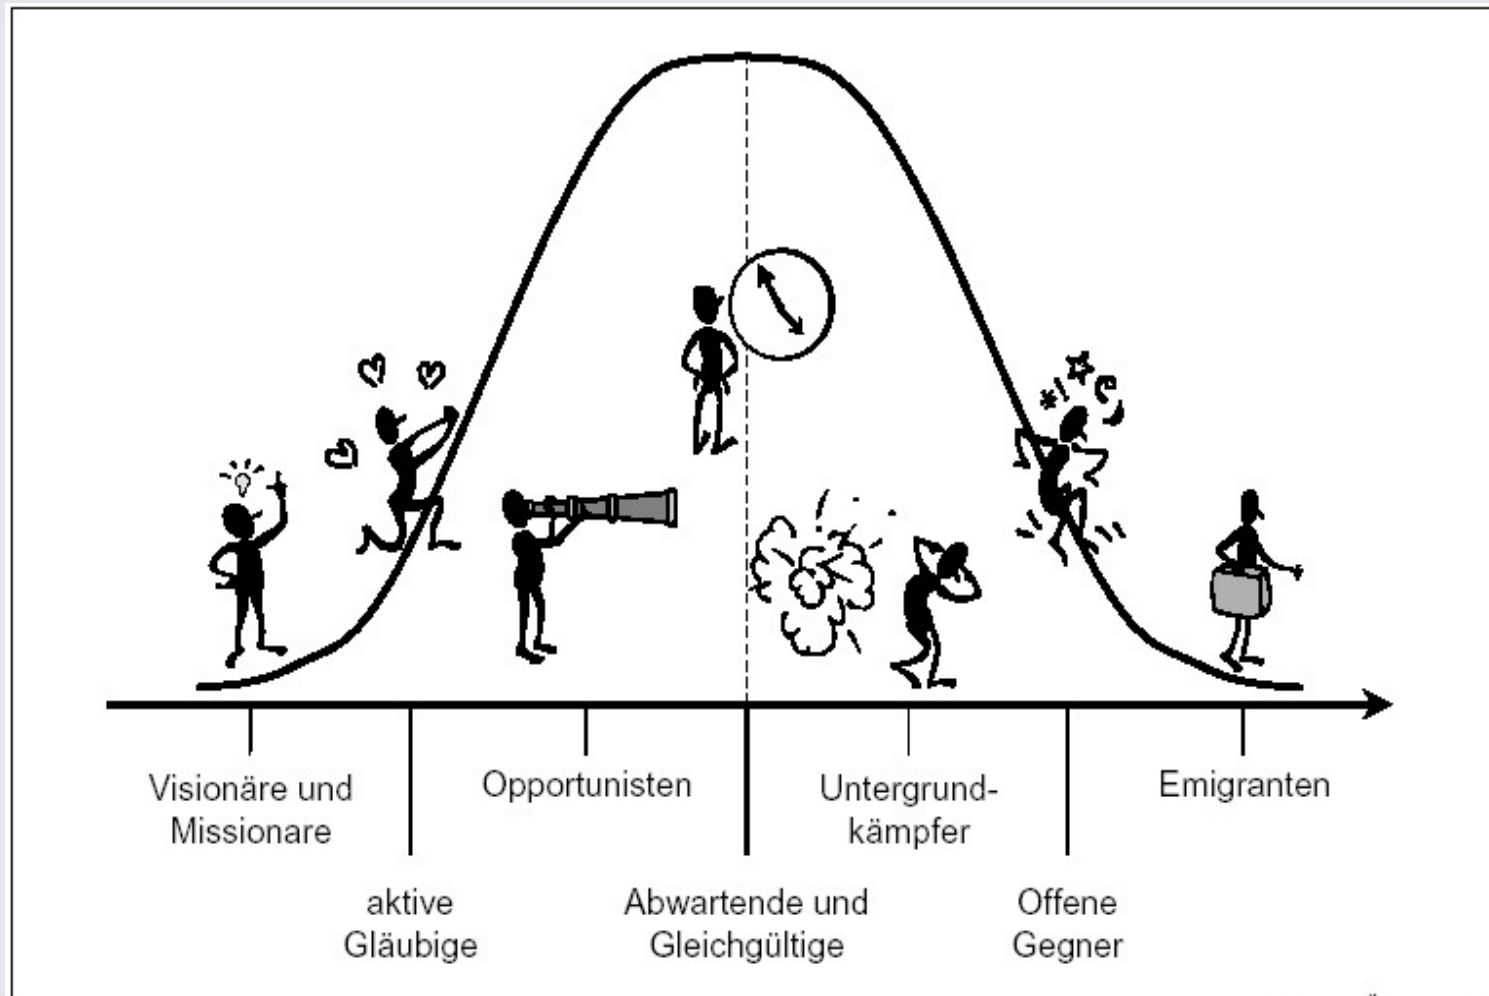 Visionäre und
Missionare
Opportunisten
Untergrund-
kämpfer
Emigranten
aktive
Gläubige
Abwartende und
Gleichgültige
Offene
Gegner